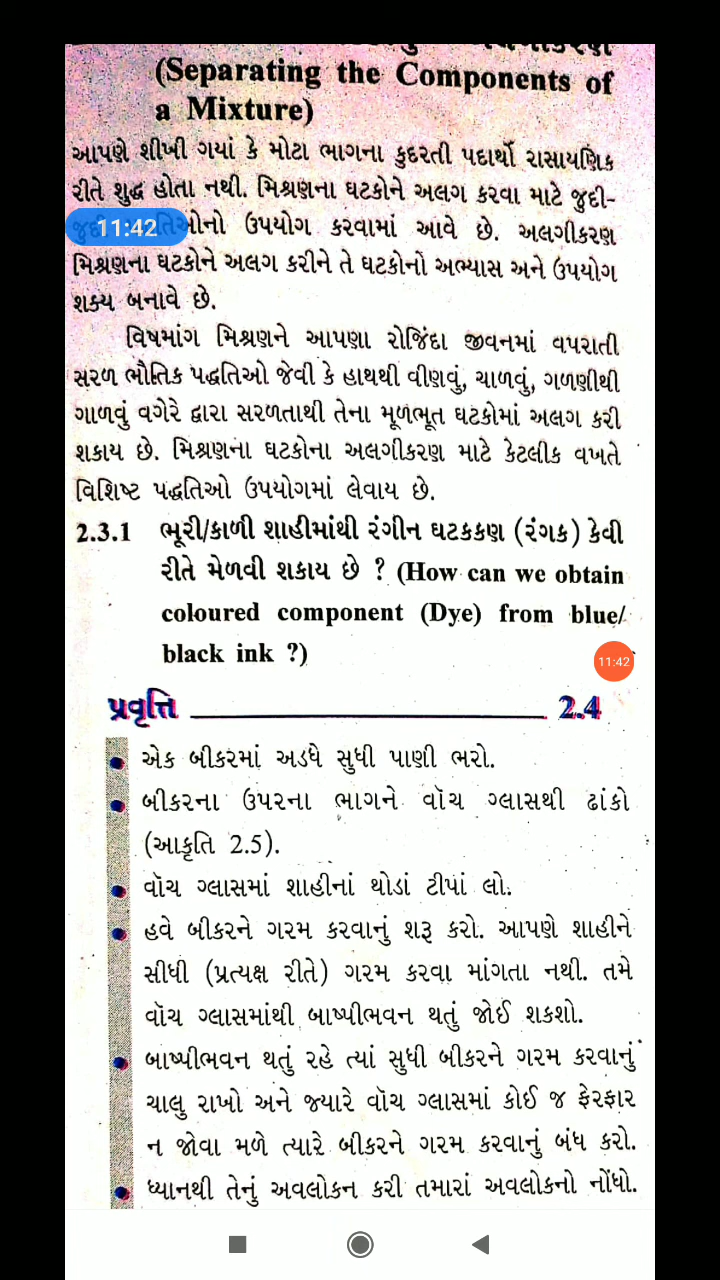 (Separating the Components of
a Mixture)
આપણે શીખી ગયાં કે મોટા ભાગના કુદરતી પદાર્થો રાસાયણિક
રીતે શુદ્ધ હોતા નથી. મિશ્રણના ઘટકોને અલગ કરવા માટે જુદી-
11:42
ઉપયોગ કરવામાં આવે છે. અલગીકરણ
મિશ્રણના ઘટકોને અલગ કરીને તે ઘટકોનો અભ્યાસ અને ઉપયોગ
શક્ય બનાવે છે.
વિષમાંગ મિશ્રણને આપણા રોજિંદા જીવનમાં વપરાતી
સરળ ભૌતિક પદ્ધતિઓ જેવી કે હાથથી વીણવું, ચાળવું, ગળણીથી
ગાળવું વગેરે દ્વારા સરળતાથી તેના મૂળભૂત ઘટકોમાં અલગ કરી
શકાય છે. મિશ્રણના ઘટકોના અલગીકરણ માટે કેટલીક વખતે
વિશિષ્ટ પદ્ધતિઓ ઉપયોગમાં લેવાય છે.
2.3.1 ભૂરી/કાળી શાહીમાંથી રંગીન ઘટકકણ (રંગક) કેવી
રીતે મેળવી શકાય છે ? (How can we obtain
coloured component (Dye) from blue/
black ink ?)
11:42
પ્રવૃત્તિ 2.4
• એક બીકરમાં અડધે સુધી પાણી ભરો.
• બીકરના ઉપરના ભાગને વૉચ ગ્લાસથી ઢાંકો
(આકૃતિ 2.5).
• વૉચ ગ્લાસમાં શાહીનાં થોડાં ટીપાં લો.
• હવે બીકરને ગરમ કરવાનું શરૂ કરો. આપણે શાહીને
સીધી (પ્રત્યક્ષ રીતે) ગરમ કરવા માંગતા નથી. તમે
વૉચ ગ્લાસમાંથી બાષ્પીભવન થતું જોઈ શકશો.
• બાષ્પીભવન થતું રહે ત્યાં સુધી બીકરને ગરમ કરવાનું
ચાલુ રાખો અને જ્યારે વૉચ ગ્લાસમાં કોઈ જ ફેરફાર
ન જોવા મળે ત્યારે બીકરને ગરમ કરવાનું બંધ કરો.
• ધ્યાનથી તેનું અવલોકન કરી તમારાં અવલોકનો નોંધો.